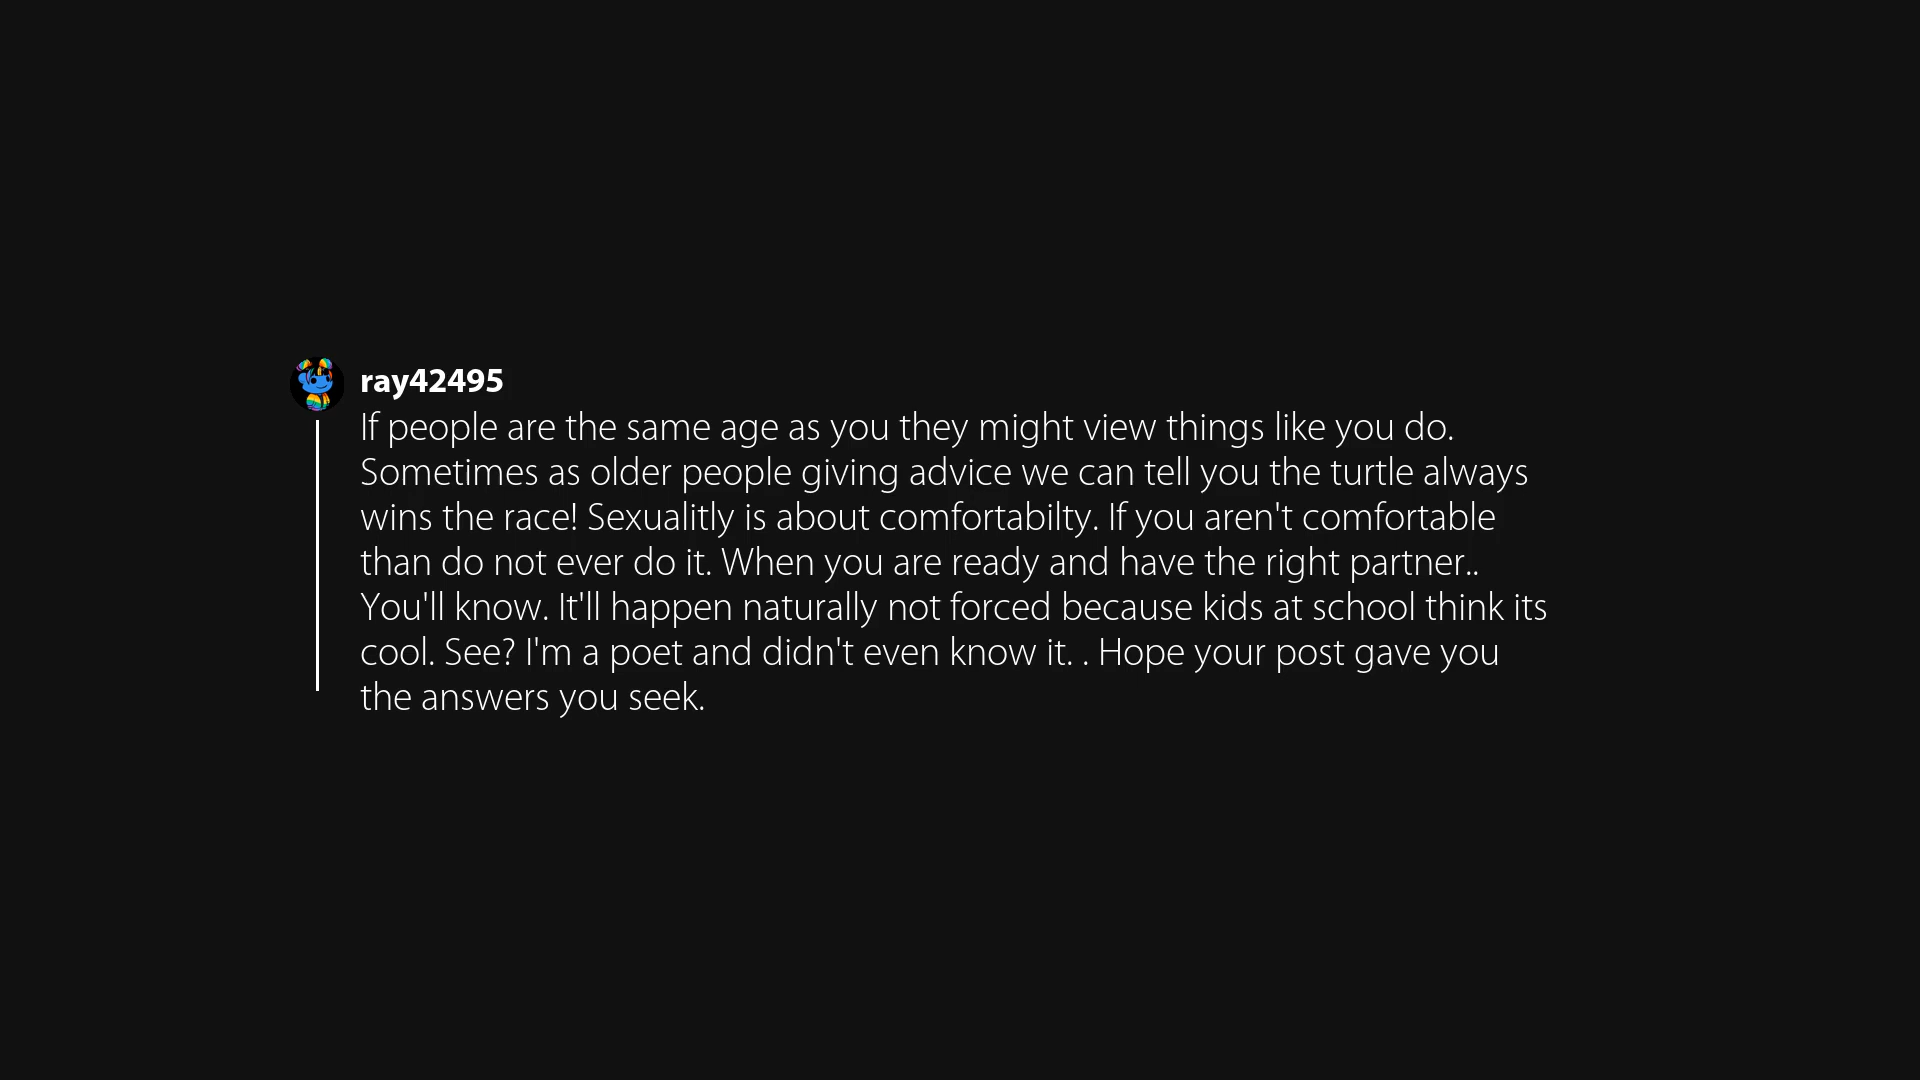 ray42495
If people are the same age as you they might view things like you do.
Sometimes as older people giving advice we can tell you the turtle always
wins the race! Sexualitly is about comfortabilty. If you aren't comfortable
than do not ever do it. When you are ready and have the right partner..
You'll know. It'll happen naturally not forced because kids at school think its
cool. See? I'm a poet and didn't even know it. . Hope your post gave you
the answers you seek.